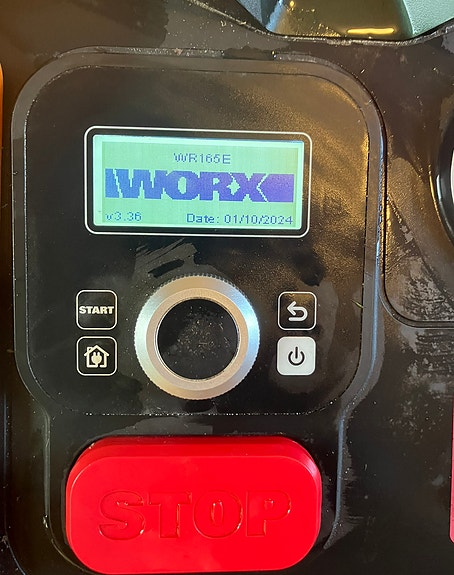 WR165E
WORX
v3.36 Date: 01/10/2024
START
STOP